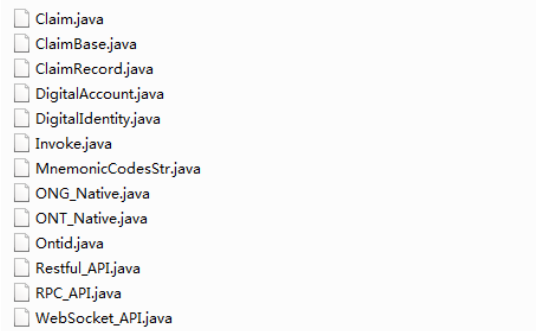 Claim.java
ClaimBase.java
ClaimRecord.java
DigitalAccount.java
DigitalIdentity.java
Invoke.java
MnemonicCodesStr.java
ONG_Native.java
ONT_Native.java
Ontid.java
Restful_API.java
RPC_API.java
WebSocket_API.java